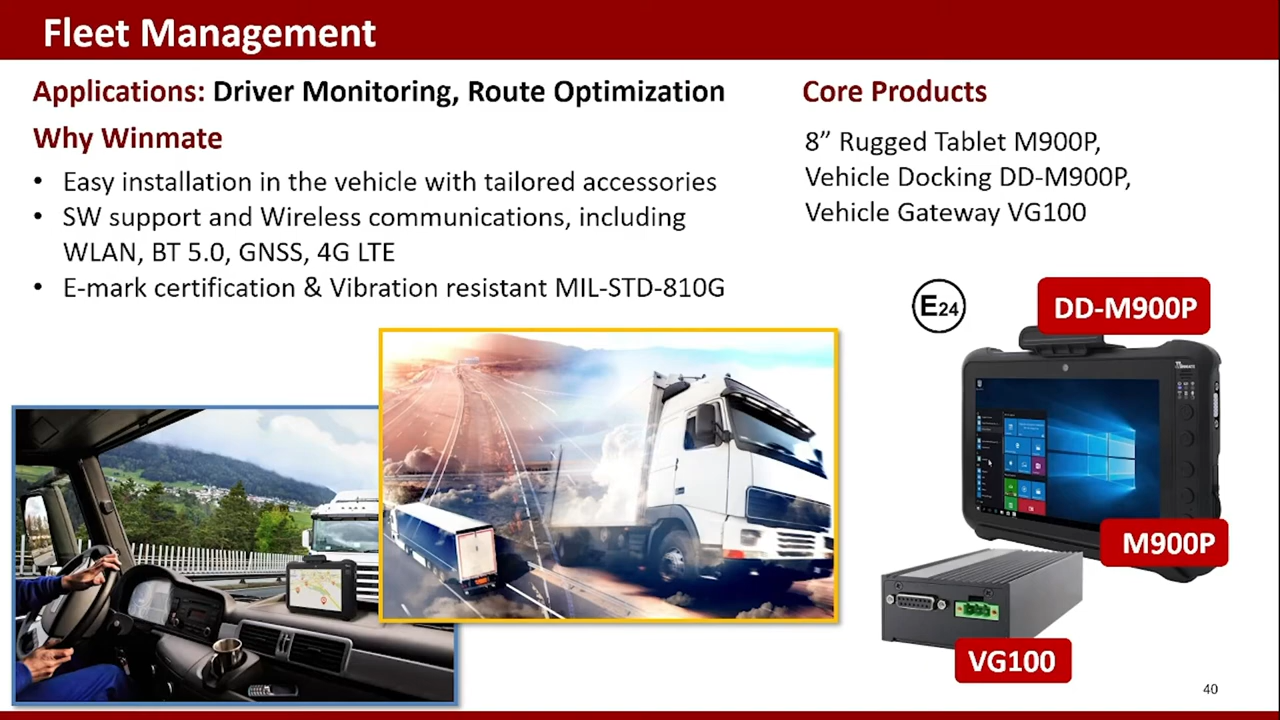 Fleet Management
Applications: Driver Monitoring, Route Optimization
Why Winmate
• Easy installation in the vehicle with tailored accessories
• SW support and Wireless communications, including
WLAN, BT 5.0, GNSS, 4G LTE
• E-mark certification & Vibration resistant MIL-STD-810G
Core Products
8” Rugged Tablet M900P,
Vehicle Docking DD-M900P,
Vehicle Gateway VG100
E24
DD-M900P
M900P
VG100
40